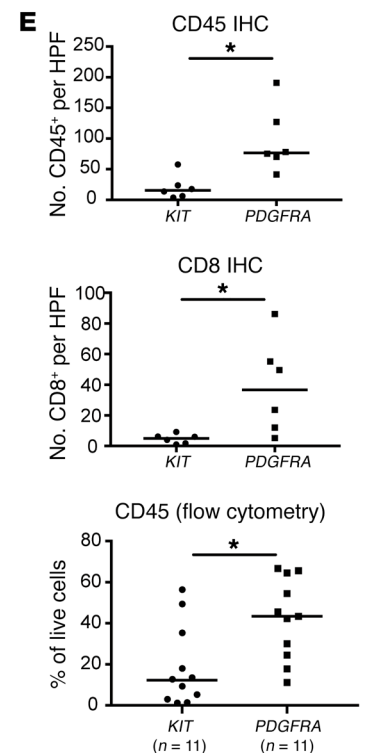 E
CD45 IHC
*
No. CD45⁺ per HPF
250
200
150
100
50
0
KIT
PDGFRA
CD8 IHC
*
No. CD8⁺ per HPF
100
80
60
40
20
0
KIT
PDGFRA
CD45 (flow cytometry)
*
% of live cells
80
60
40
20
0
KIT
(n = 11)
PDGFRA
(n = 11)